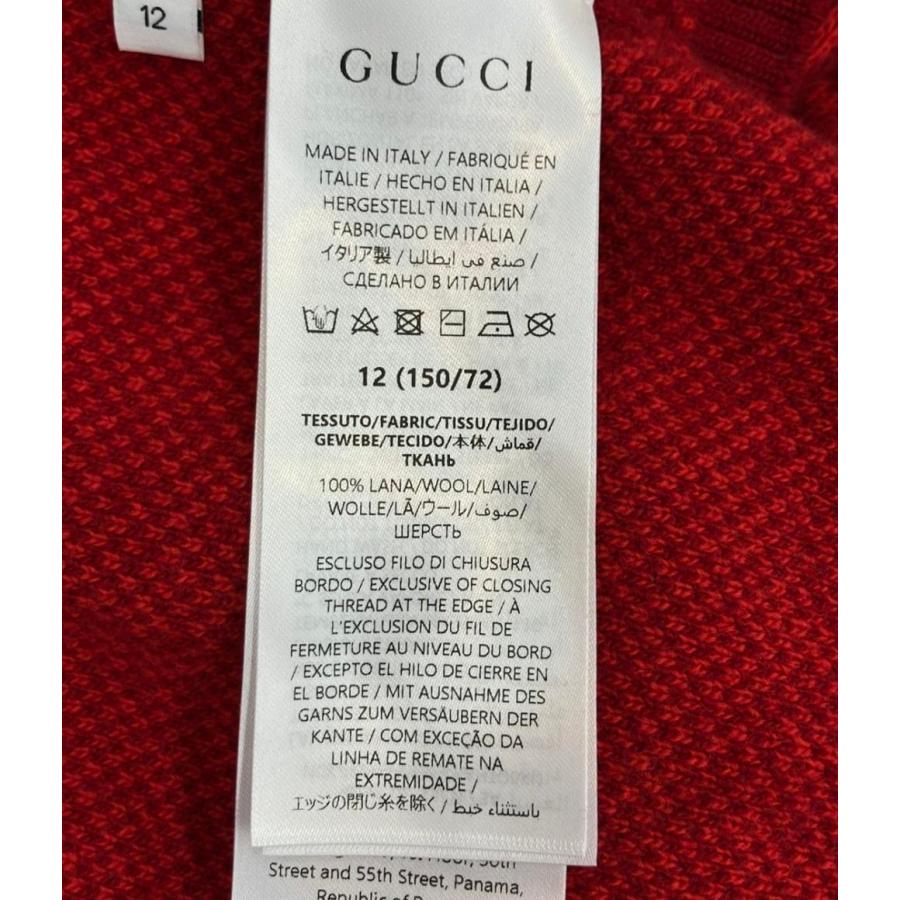 12
GUCCI
MADE IN ITALY / FABRIQUÉ EN
ITALIE / HECHO EN ITALIA /
HERGESTELLT IN ITALIEN /
FABRICADO EM ITÁLIA /
イタリア製 / صنع في إيطاليا /
СДЕЛАНО В ИТАЛИИ
12 (150/72)
TESSUTO/FABRIC/TISSU/TEJIDO/
GEWEBE/TECIDO/本体/قماش/
ТКАНЬ
100% LANA/WOOL/LAINE/
WOLLE/LÃ/ウール/صوف/
ШЕРСТЬ
ESCLUSO FILO DI CHIUSURA
BORDO / EXCLUSIVE OF CLOSING
THREAD AT THE EDGE / À
L'EXCLUSION DU FIL DE
FERMETURE AU NIVEAU DU BORD
/ EXCEPTO EL HILO DE CIERRE EN
EL BORDE / MIT AUSNAHME DES
GARNS ZUM VERSÄUBERN DER
KANTE / COM EXCEÇÃO DA
LINHA DE REMATE NA
EXTREMIDADE /
エッジの閉じ糸を除く / باستثناء خيط
Street and 55th Street, Panama,
Republic of